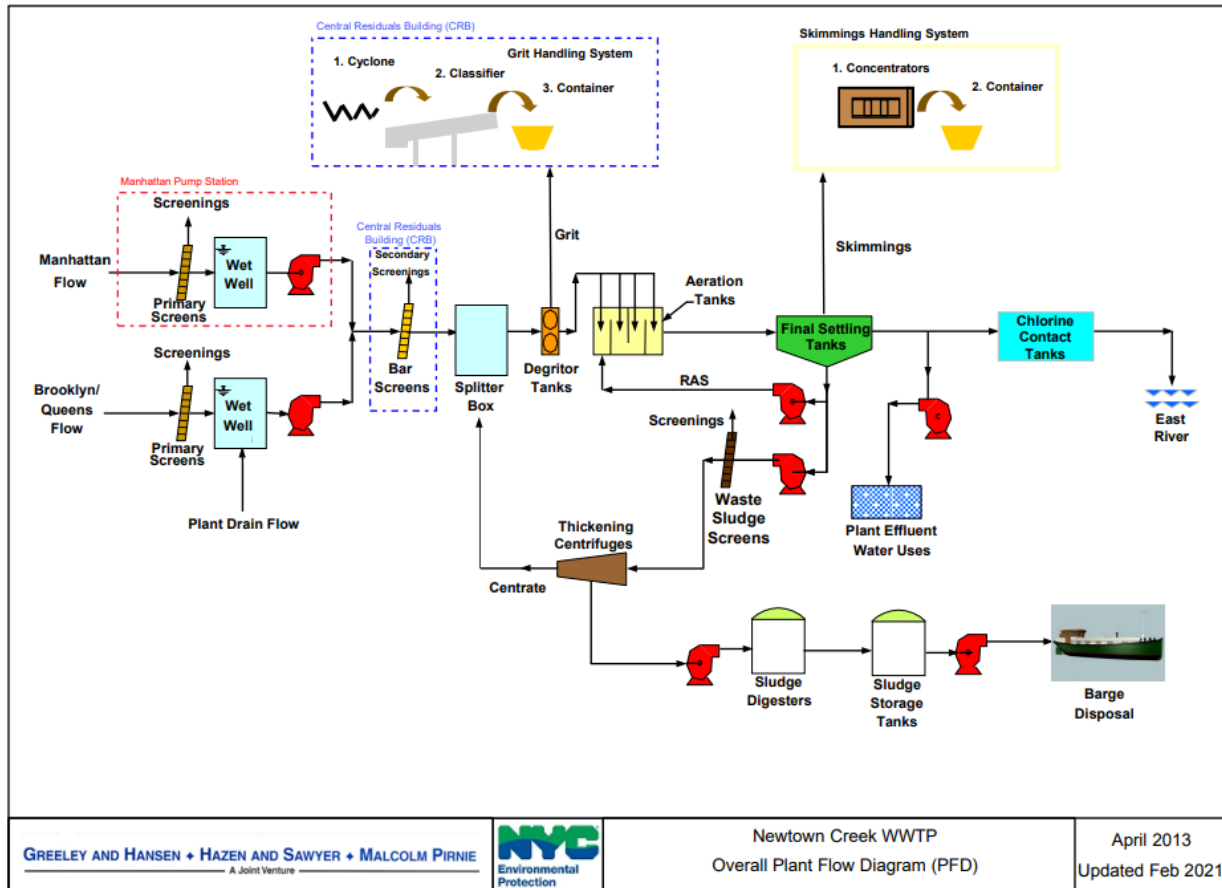 Central Residuals Building (CRB)
1. Cyclone
Grit Handling System
2. Classifier
3. Container
Skimmings Handling System
1. Concentrators
2. Container
Manhattan Pump Station
Screenings
Manhattan
Flow
Wet
Well
Primary
Screens
Central Residuals
Building (CRB)
Secondary
Screenings
Bar
Screens
Grit
Skimmings
Splitter
Box
Degritor
Tanks
Aeration
Tanks
Final Settling
Tanks
Chlorine
Contact
Tanks
East
River
Screenings
Brooklyn/
Queens
Flow
Wet
Well
Primary
Screens
Plant Drain Flow
RAS
Screenings
Waste
Sludge
Screens
Plant Effluent
Water Uses
Thickening
Centrifuges
Centrate
Sludge
Digesters
Sludge
Storage
Tanks
Barge
Disposal
GREELEY AND HANSEN ✦ HAZEN AND SAWYER ✦ MALCOLM PIRNIE
A Joint Venture
NYC
Environmental
Protection
Newtown Creek WWTP
Overall Plant Flow Diagram (PFD)
April 2013
Updated Feb 2021